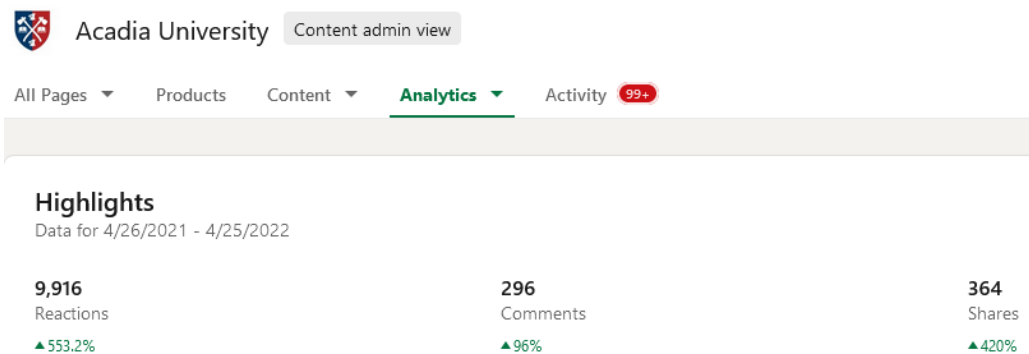 Acadia University Content admin view
All Pages Products Content Analytics Activity 99+
Highlights
Data for 4/26/2021 - 4/25/2022
9,916 296 364
Reactions Comments Shares
▲553.2% ▲96% ▲420%